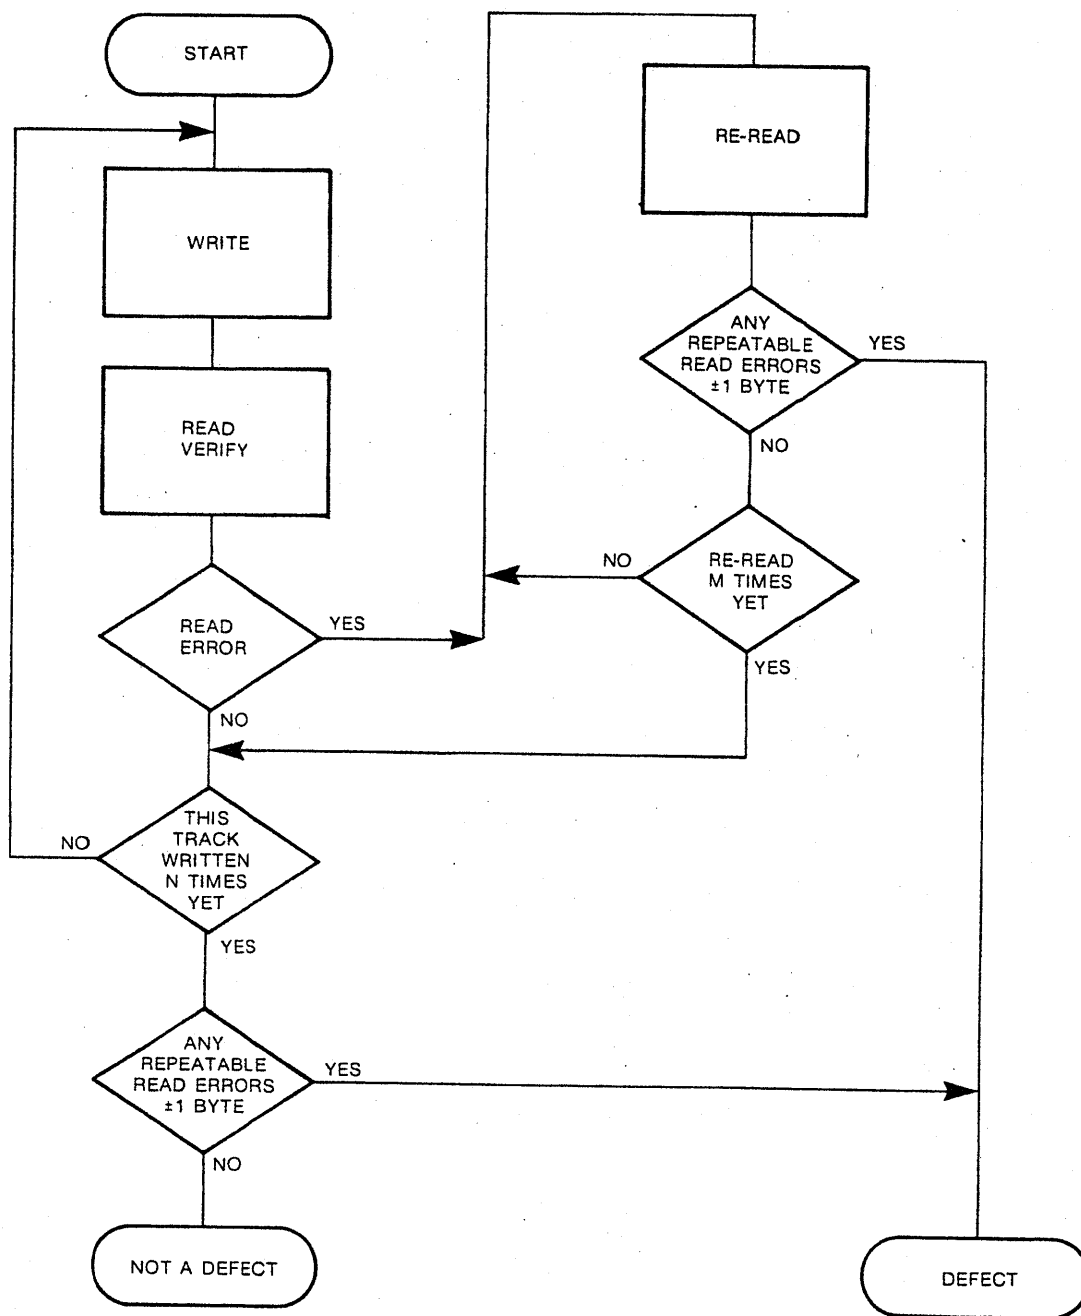 START
WRITE
READ
VERIFY
READ
ERROR
YES
NO
THIS
TRACK
WRITTEN
N TIMES
YET
NO
YES
ANY
REPEATABLE
READ ERRORS
±1 BYTE
YES
NO
NOT A DEFECT
RE-READ
ANY
REPEATABLE
READ ERRORS
±1 BYTE
YES
NO
RE-READ
M TIMES
YET
NO
YES
DEFECT